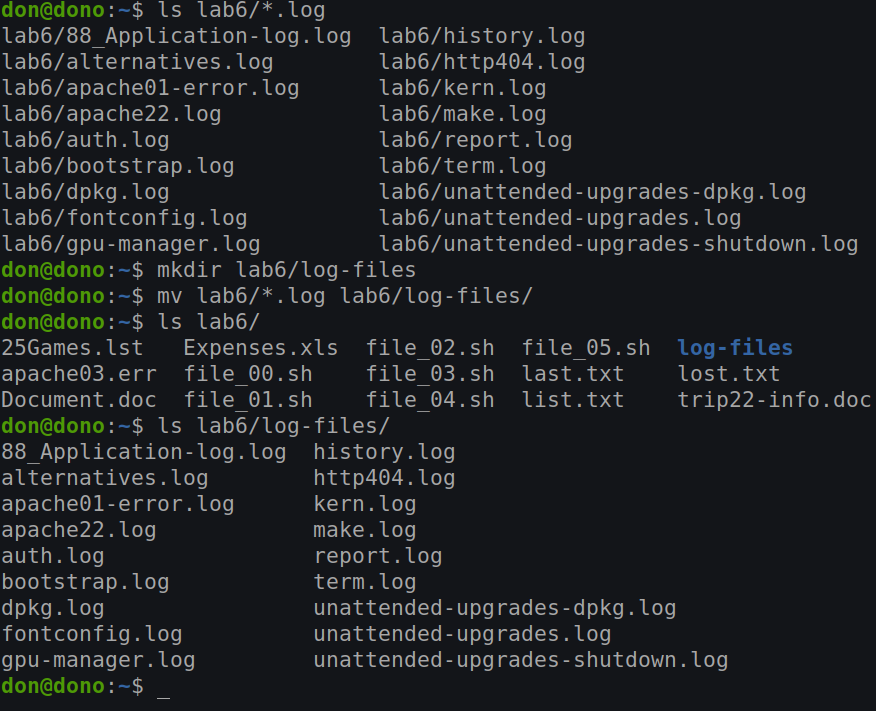 don@dono:~$ ls lab6/*.log
lab6/88_Application-log.log  lab6/history.log
lab6/alternatives.log        lab6/http404.log
lab6/apache01-error.log      lab6/kern.log
lab6/apache22.log            lab6/make.log
lab6/auth.log                lab6/report.log
lab6/bootstrap.log           lab6/term.log
lab6/dpkg.log                lab6/unattended-upgrades-dpkg.log
lab6/fontconfig.log          lab6/unattended-upgrades.log
lab6/gpu-manager.log         lab6/unattended-upgrades-shutdown.log
don@dono:~$ mkdir lab6/log-files
don@dono:~$ mv lab6/*.log lab6/log-files/
don@dono:~$ ls lab6/
25Games.lst   Expenses.xls  file_02.sh  file_05.sh  log-files
apache03.err  file_00.sh    file_03.sh  last.txt    lost.txt
Document.doc  file_01.sh    file_04.sh  list.txt    trip22-info.doc
don@dono:~$ ls lab6/log-files/
88_Application-log.log  history.log
alternatives.log        http404.log
apache01-error.log      kern.log
apache22.log            make.log
auth.log                report.log
bootstrap.log           term.log
dpkg.log                unattended-upgrades-dpkg.log
fontconfig.log          unattended-upgrades.log
gpu-manager.log         unattended-upgrades-shutdown.log
don@dono:~$ _